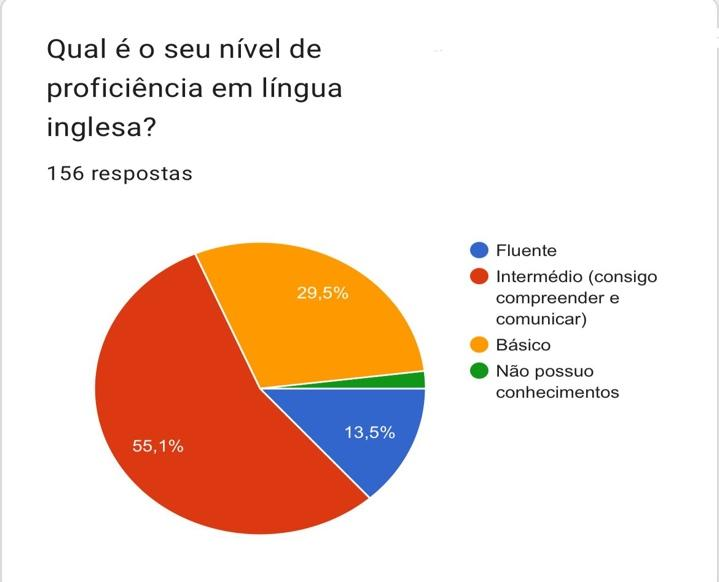 Qual é o seu nível de
proficiência em língua
inglesa?
156 respostas
29,5%
13,5%
55,1%
Fluente
Intermédio (consigo
compreender e
comunicar)
Básico
Não possuo
conhecimentos